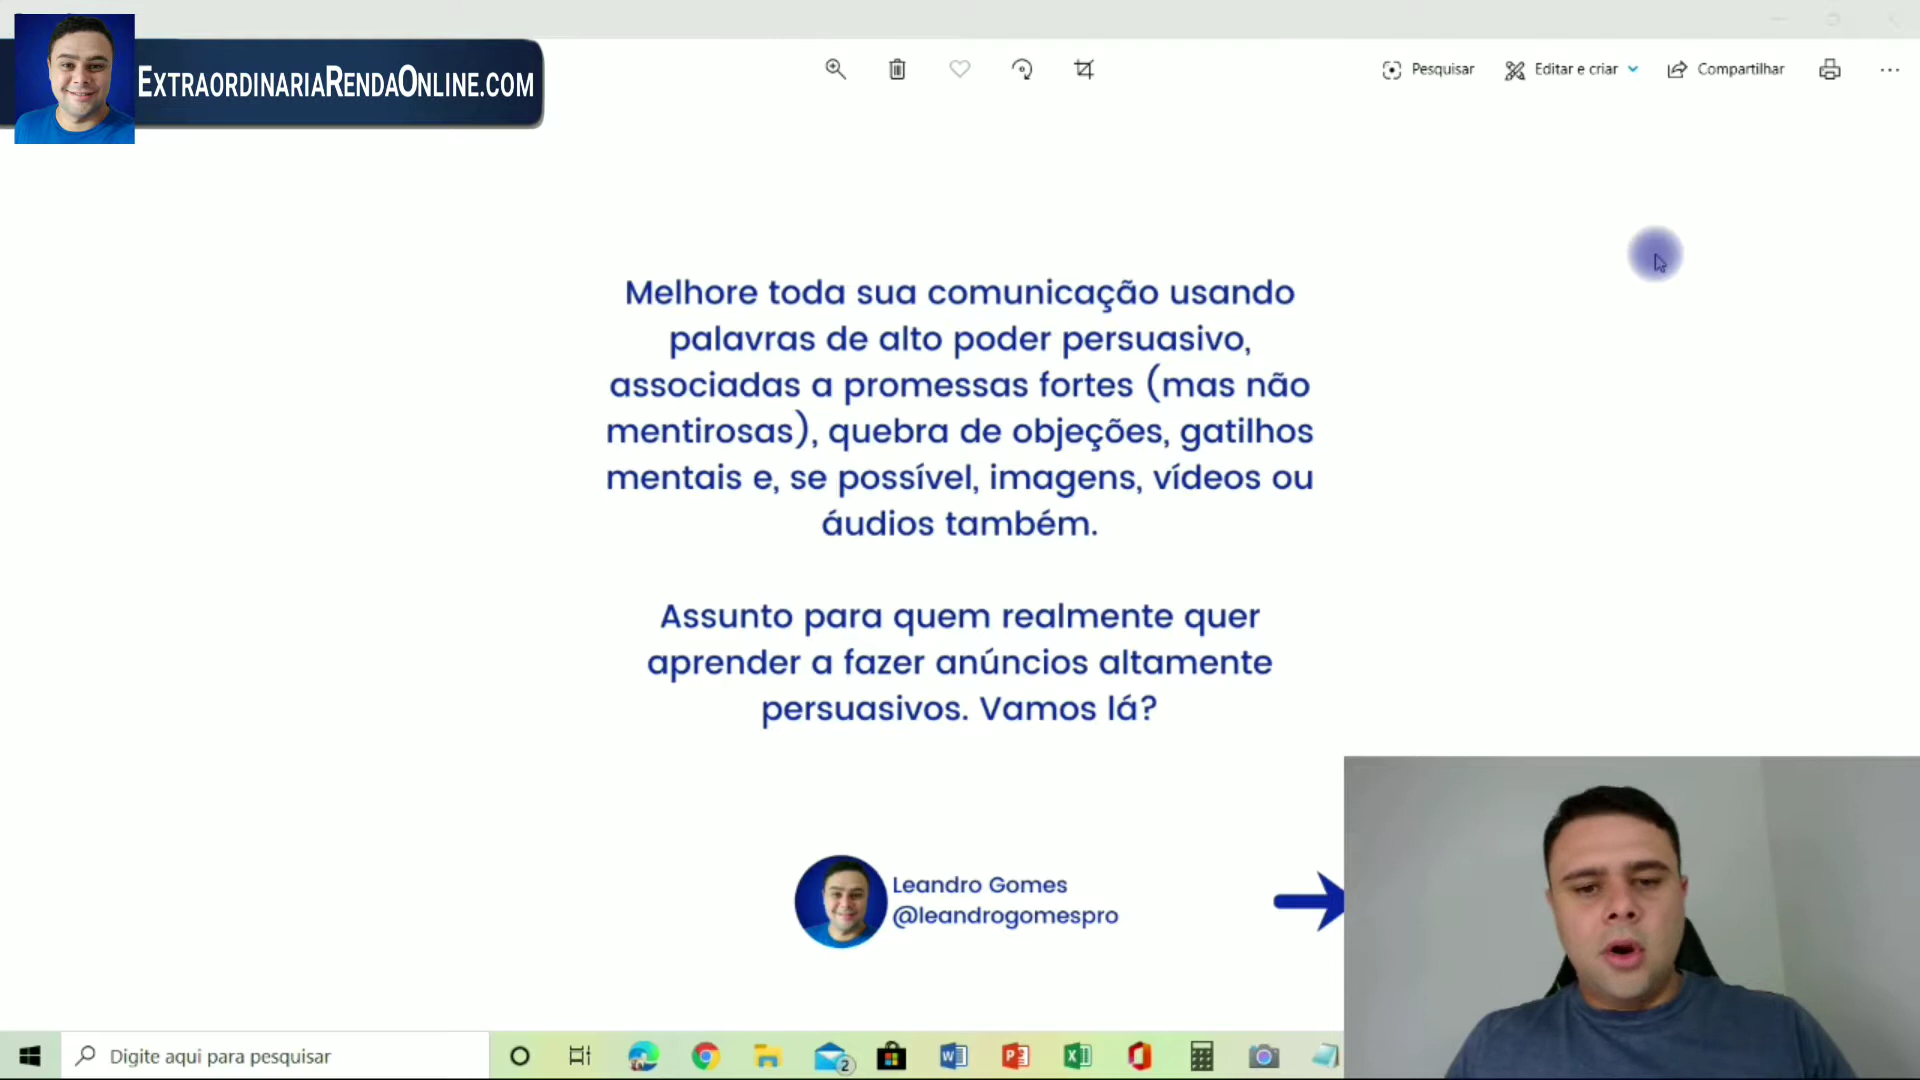 EXTRAORDINARIARENDAONLINE.COM
Pesquisar
Editar e criar
Compartilhar
Melhore toda sua comunicação usando
palavras de alto poder persuasivo,
associadas a promessas fortes (mas não
mentirosas), quebra de objeções, gatilhos
mentais e, se possível, imagens, vídeos ou
áudios também.
Assunto para quem realmente quer
aprender a fazer anúncios altamente
persuasivos. Vamos lá?
Leandro Gomes
@leandrogomespro
Digite aqui para pesquisar
2